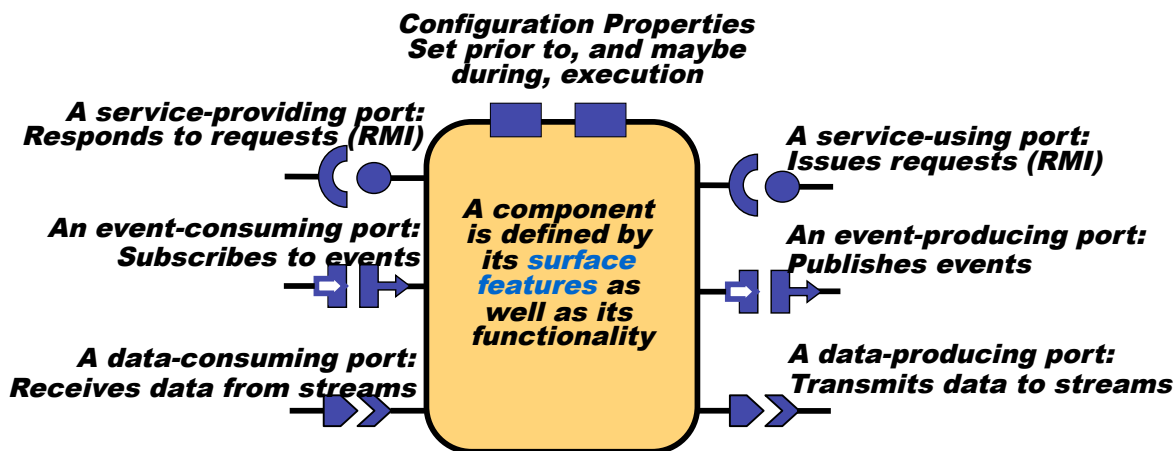 Configuration Properties
Set prior to, and maybe
during, execution
A service-providing port:
Responds to requests (RMI)
A service-using port:
Issues requests (RMI)
A component
is defined by
its surface
features as
well as its
functionality
An event-consuming port:
Subscribes to events
An event-producing port:
Publishes events
A data-consuming port:
Receives data from streams
A data-producing port:
Transmits data to streams